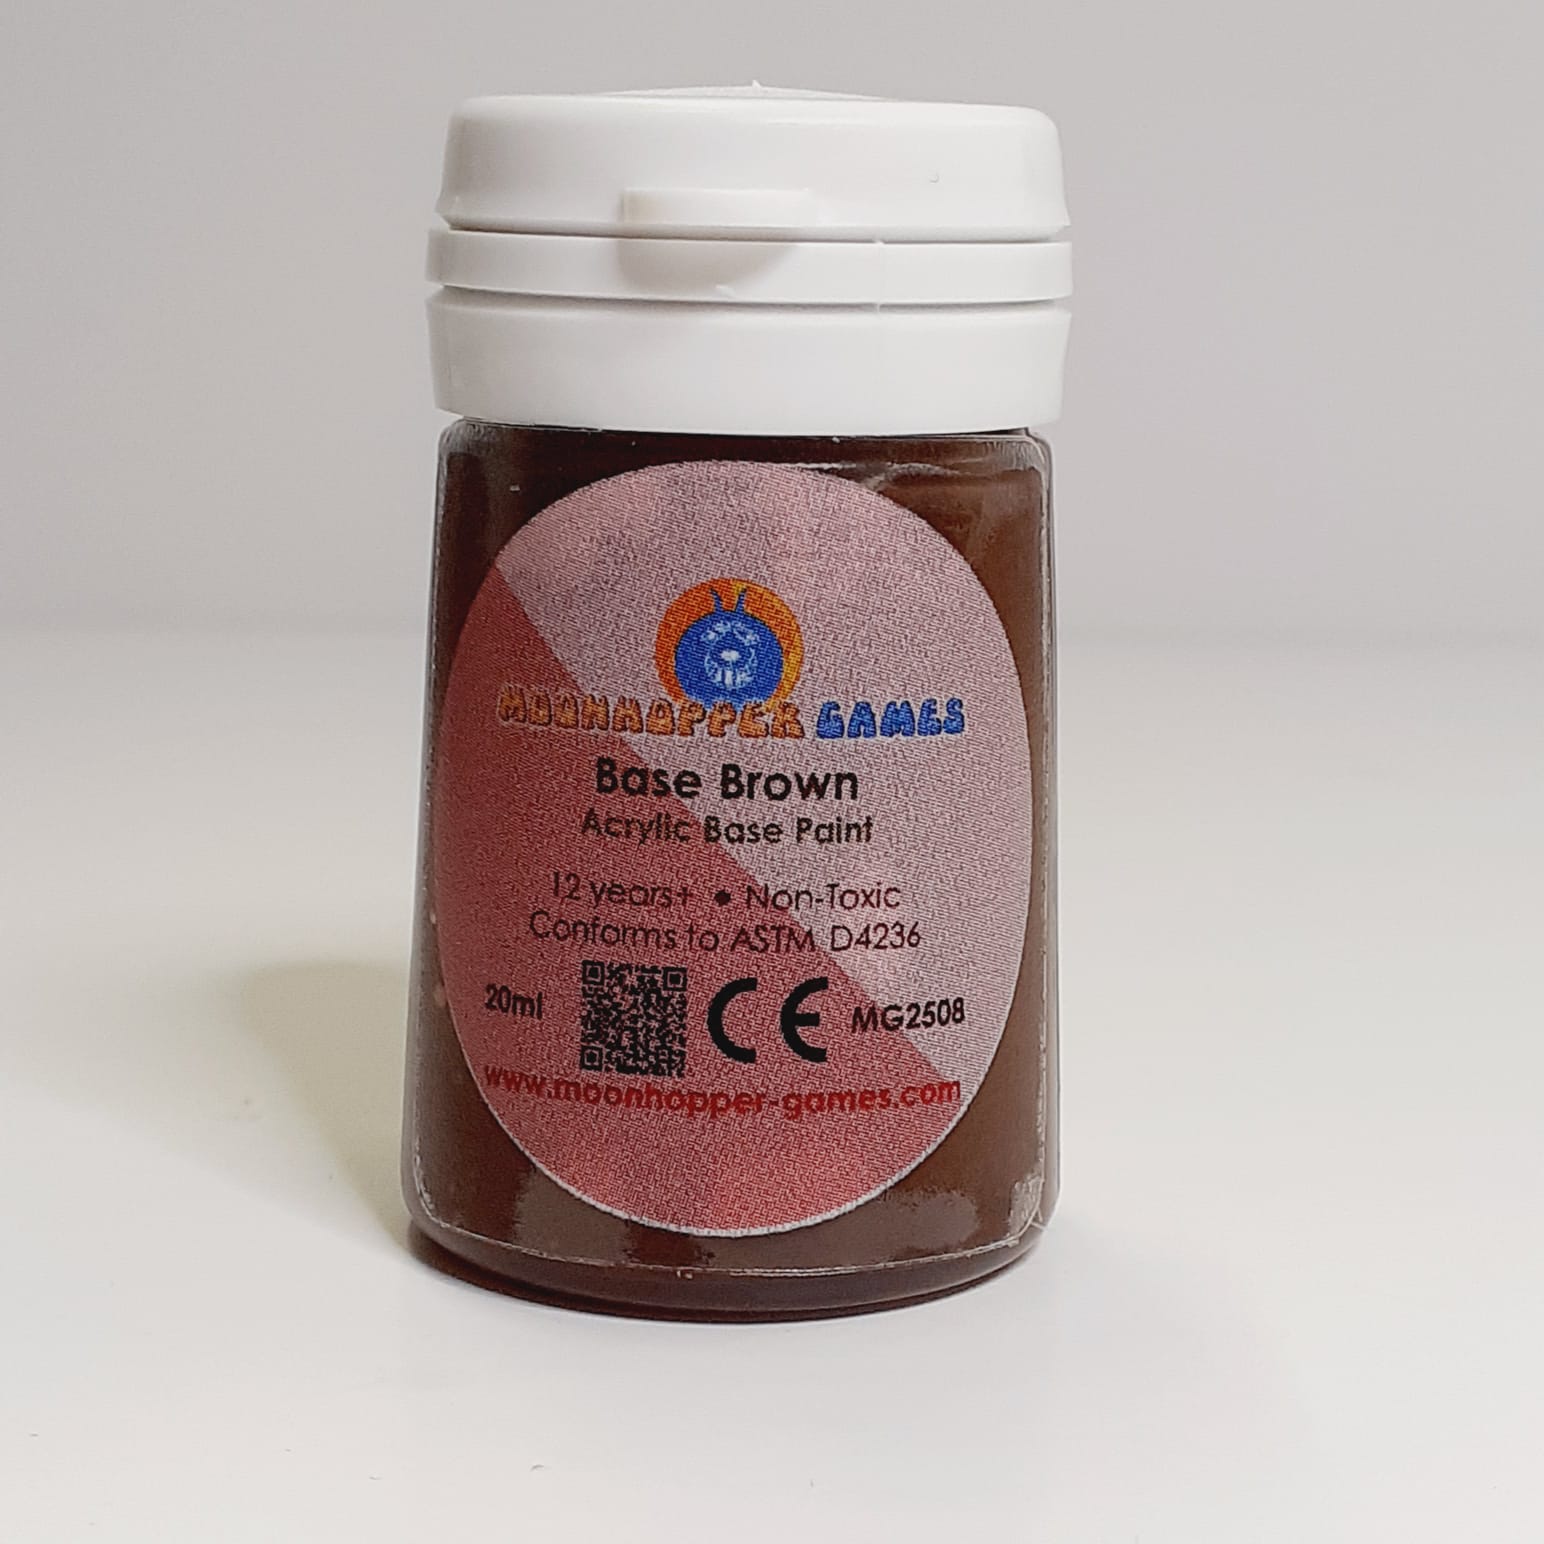 MOONHOPPER GAMES
Base Brown
Acrylic Base Paint
12 years+ • Non-Toxic
Conforms to ASTM D4236
20ml CE MG2508
www.moonhopper-games.com